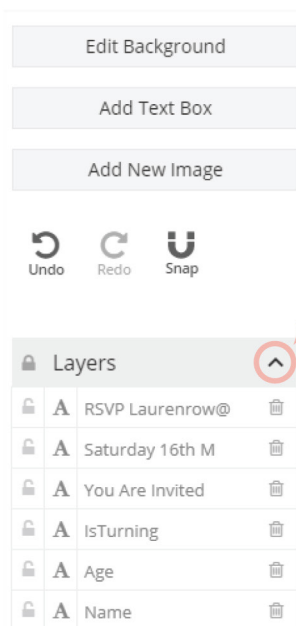 Edit Background
Add Text Box
Add New Image
Undo Redo Snap
Layers
A RSVP Laurenrow@
A Saturday 16th M
A You Are Invited
A IsTurning
A Age
A Name